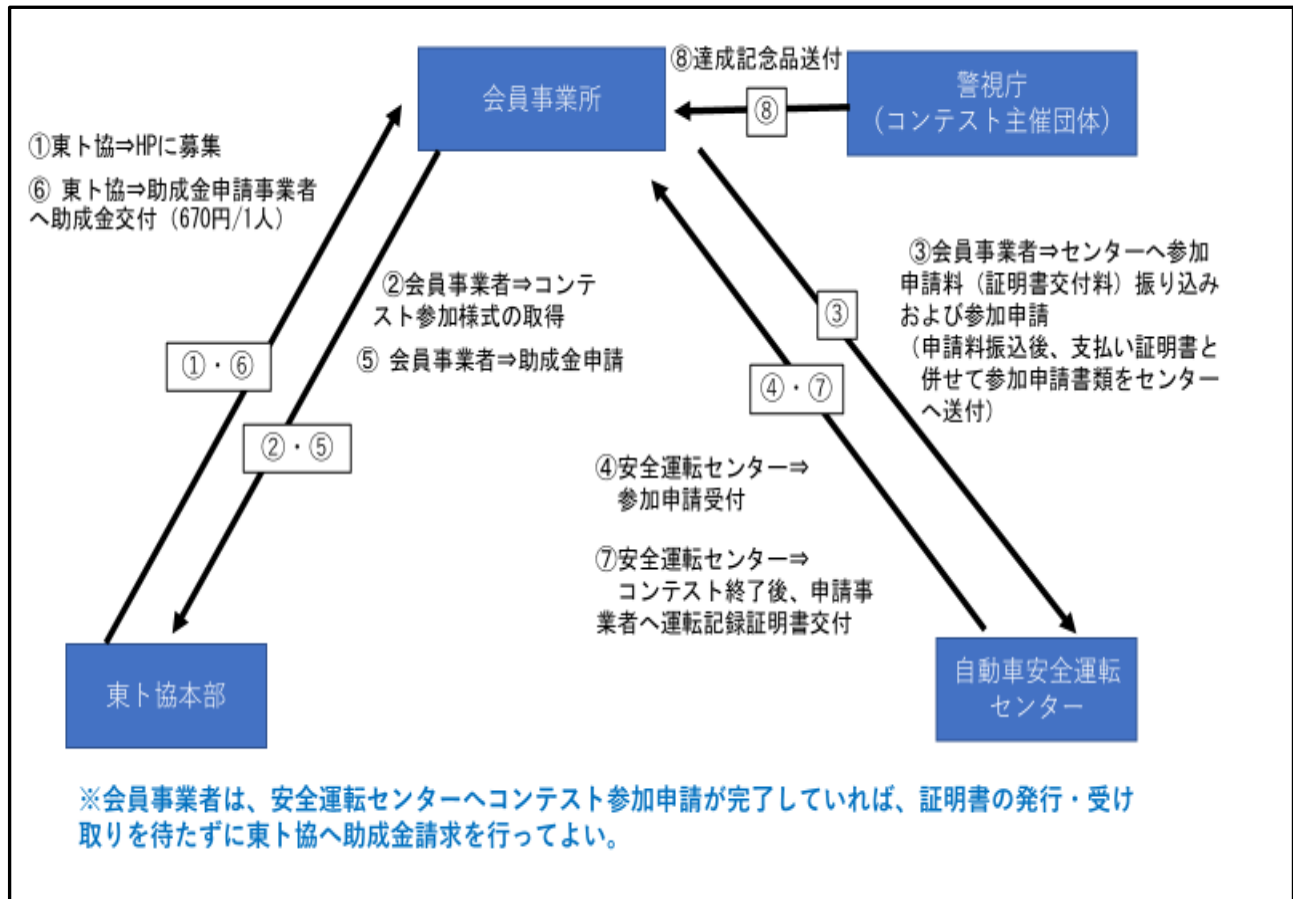 会員事業所
⑧達成記念品送付
⑧
警視庁
(コンテスト主催団体)
①東ト協⇒HPに募集
⑥ 東ト協⇒助成金申請事業者
へ助成金交付（670円/1人）
①・⑥
②会員事業者⇒コンテ
スト参加様式の取得
⑤ 会員事業者⇒助成金申請
②・⑤
③会員事業者⇒センターへ参加
申請料（証明書交付料）振り込み
および参加申請
（申請料振込後、支払い証明書と
併せて参加申請書類をセンター
へ送付）
③
④・⑦
④安全運転センター⇒
参加申請受付
⑦安全運転センター⇒
コンテスト終了後、申請事
業者へ運転記録証明書交付
東ト協本部
自動車安全運転
センター
※会員事業者は、安全運転センターへコンテスト参加申請が完了していれば、証明書の発行・受け
取りを待たずに東ト協へ助成金請求を行ってよい。